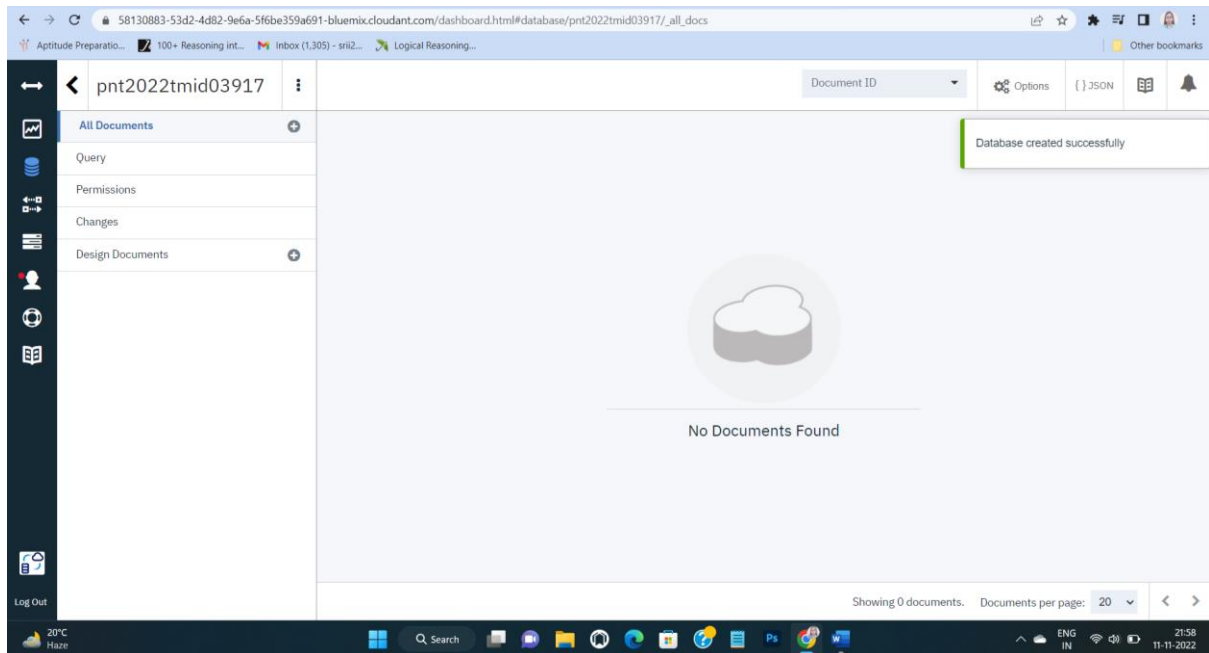 58130883-53d2-4d82-9e6a-5f6be359a691-bluemix.cloudant.com/dashboard.html#database/pnt2022tmid03917/_all_docs
Aptitude Preparatio... 100+ Reasoning int... Inbox (1,305) - srii2... Logical Reasoning... Other bookmarks
pnt2022tmid03917 Document ID Options { } JSON
All Documents
Database created successfully
Query
Permissions
Changes
Design Documents
No Documents Found
Showing 0 documents. Documents per page: 20
Log Out
20°C
Haze
Search
ENG
IN
21:58
11-11-2022